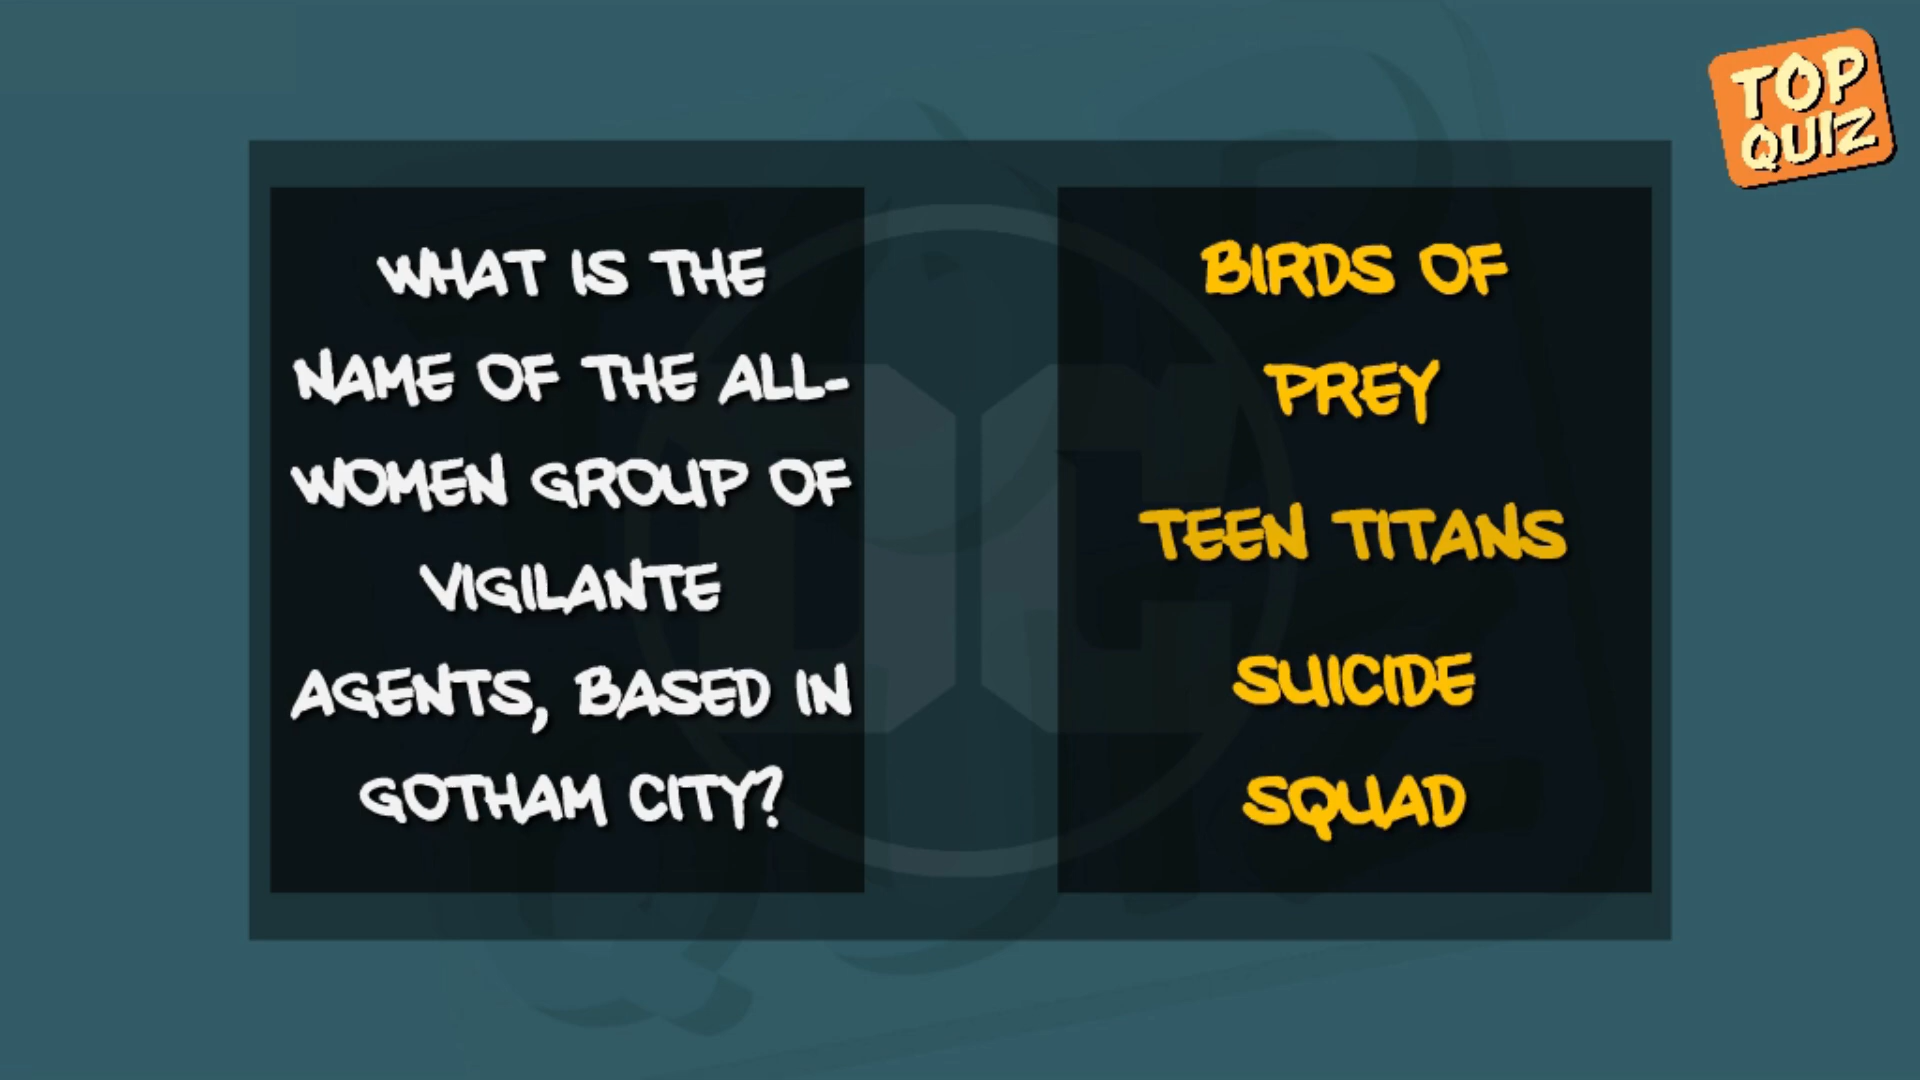 WHAT IS THE
NAME OF THE ALL-
WOMEN GROUP OF
VIGILANTE
AGENTS, BASED IN
GOTHAM CITY?
BIRDS OF
PREY
TEEN TITANS
SUICIDE
SQUAD
TOP
QUIZ
DC